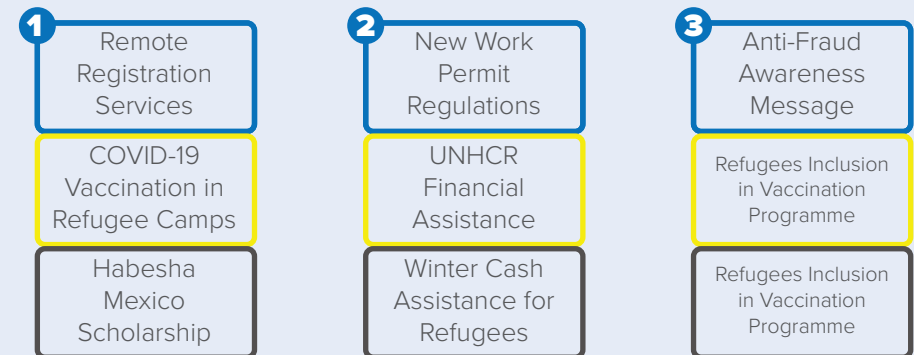 1
Remote
Registration
Services
COVID-19
Vaccination in
Refugee Camps
Habesha
Mexico
Scholarship
2
New Work
Permit
Regulations
UNHCR
Financial
Assistance
Winter Cash
Assistance for
Refugees
3
Anti-Fraud
Awareness
Message
Refugees Inclusion
in Vaccination
Programme
Refugees Inclusion
in Vaccination
Programme